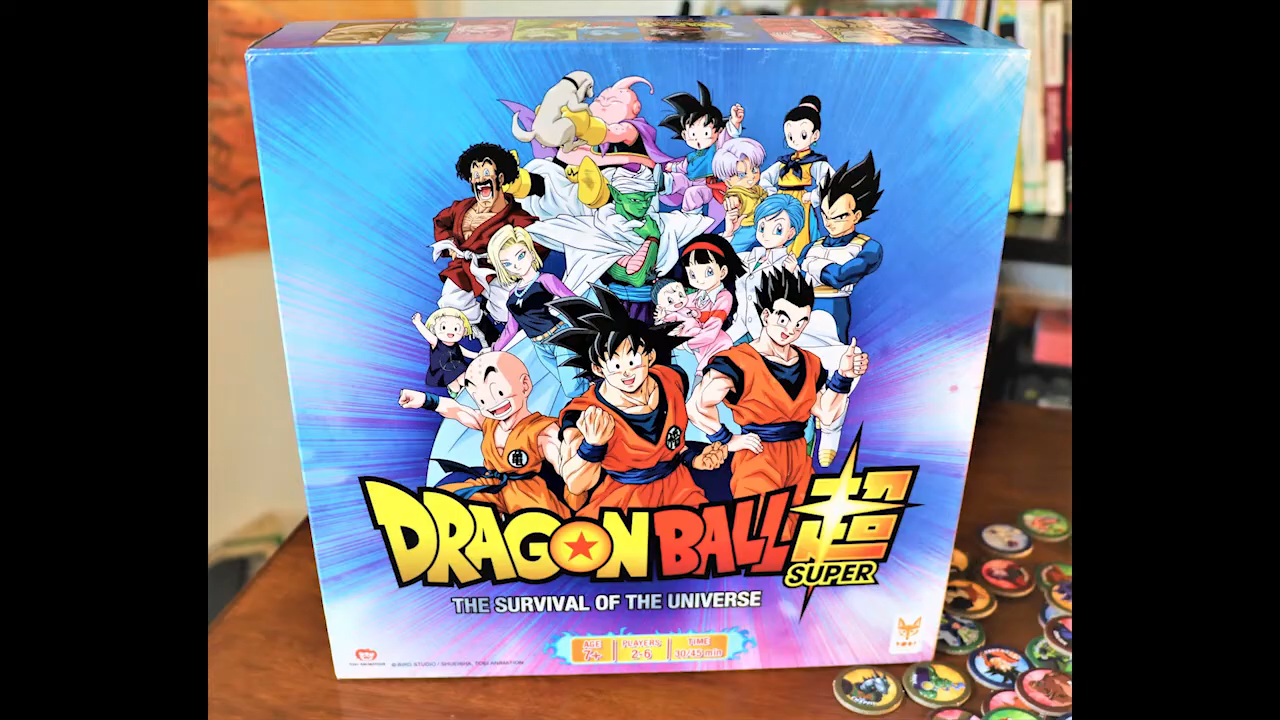 DRAGON BALL 超
SUPER
THE SURVIVAL OF THE UNIVERSE
AGE PLAYERS TIME
7+ 2-6 30/45 min